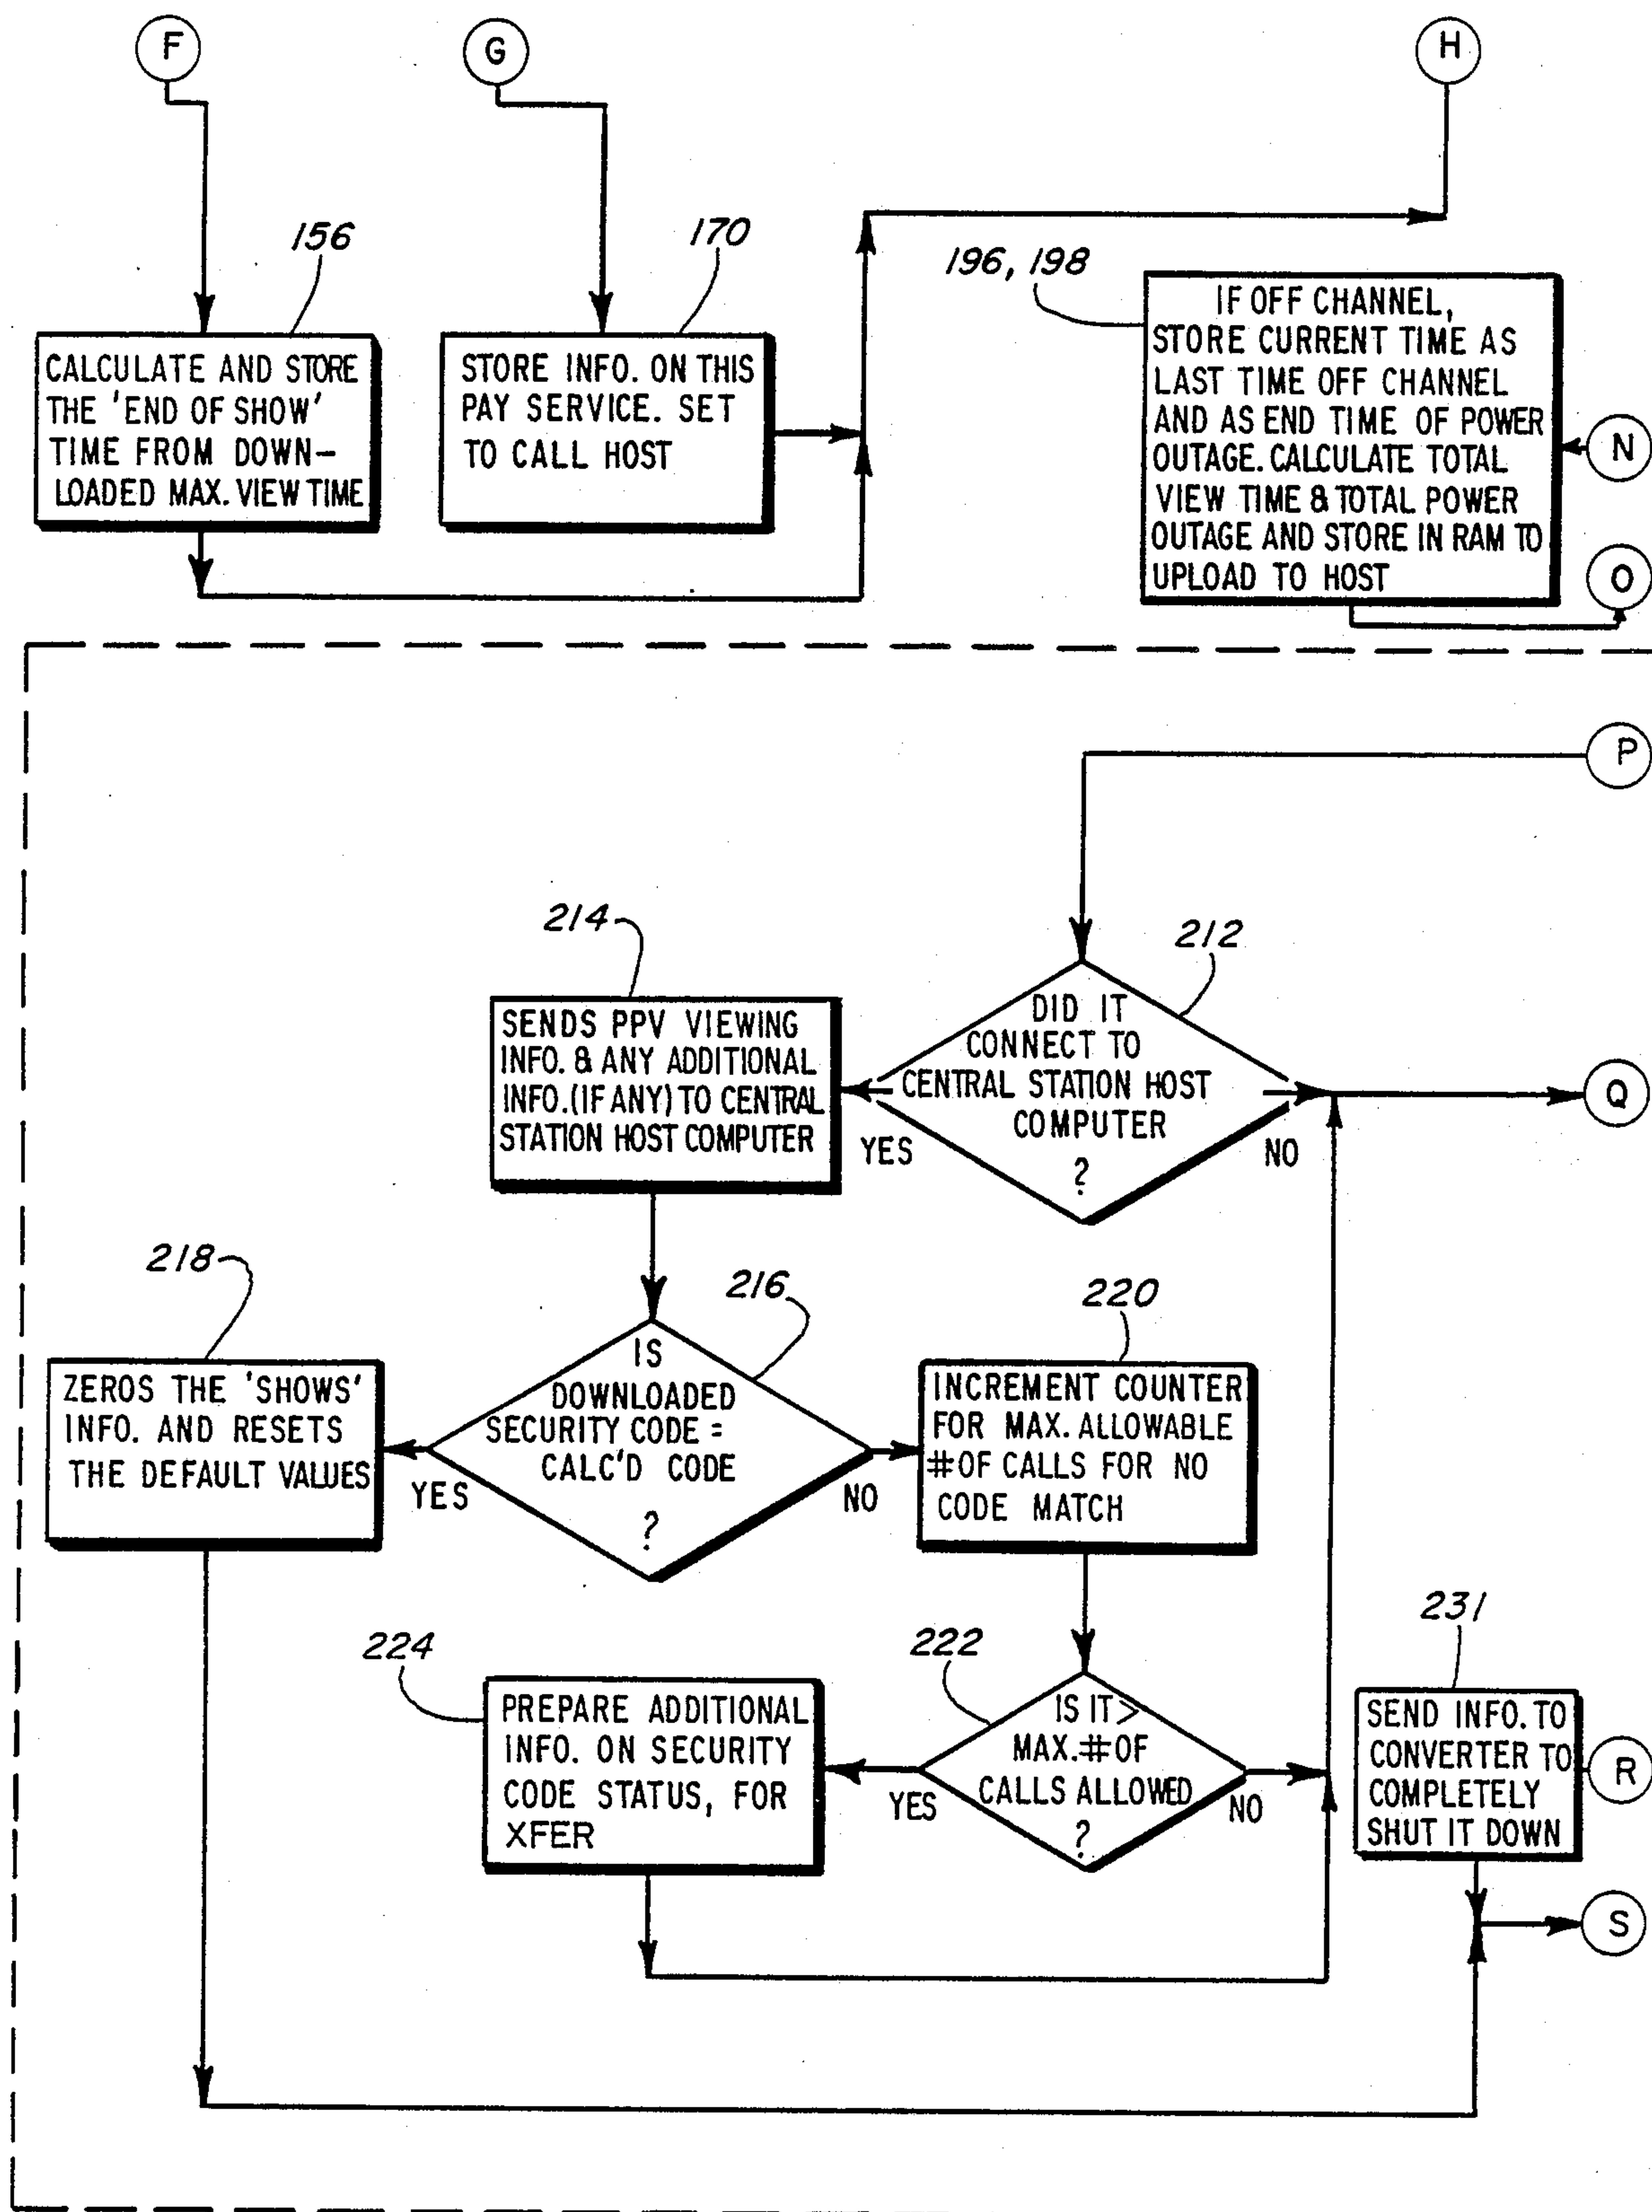 F
G
H
156
170
196, 198
CALCULATE AND STORE
THE 'END OF SHOW'
TIME FROM DOWN-
LOADED MAX. VIEW TIME
STORE INFO. ON THIS
PAY SERVICE. SET
TO CALL HOST
IF OFF CHANNEL,
STORE CURRENT TIME AS
LAST TIME OFF CHANNEL
AND AS END TIME OF POWER
OUTAGE. CALCULATE TOTAL
VIEW TIME & TOTAL POWER
OUTAGE AND STORE IN RAM TO
UPLOAD TO HOST
N
O
P
214
212
SENDS PPV VIEWING
INFO. & ANY ADDITIONAL
INFO. (IF ANY) TO CENTRAL
STATION HOST COMPUTER
DID IT
CONNECT TO
CENTRAL STATION HOST
COMPUTER
?
YES
NO
Q
218
216
220
ZEROS THE 'SHOWS'
INFO. AND RESETS
THE DEFAULT VALUES
IS
DOWNLOADED
SECURITY CODE =
CALC'D CODE
?
YES
NO
INCREMENT COUNTER
FOR MAX. ALLOWABLE
# OF CALLS FOR NO
CODE MATCH
224
222
231
PREPARE ADDITIONAL
INFO. ON SECURITY
CODE STATUS, FOR
XFER
IS IT >
MAX. # OF
CALLS ALLOWED
?
YES
NO
SEND INFO. TO
CONVERTER TO
COMPLETELY
SHUT IT DOWN
R
S